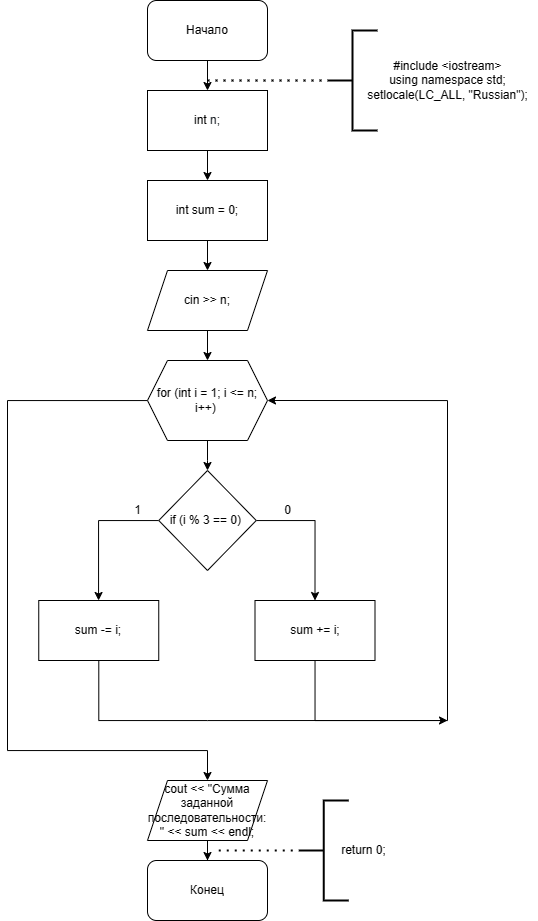 Начало
#include <iostream>
using namespace std;
setlocale(LC_ALL, "Russian");
int n;
int sum = 0;
cin >> n;
for (int i = 1; i <= n;
i++)
if (i % 3 == 0)
1
0
sum -= i;
sum += i;
cout << "Сумма
заданной
последовательности:
" << sum << endl;
return 0;
Конец